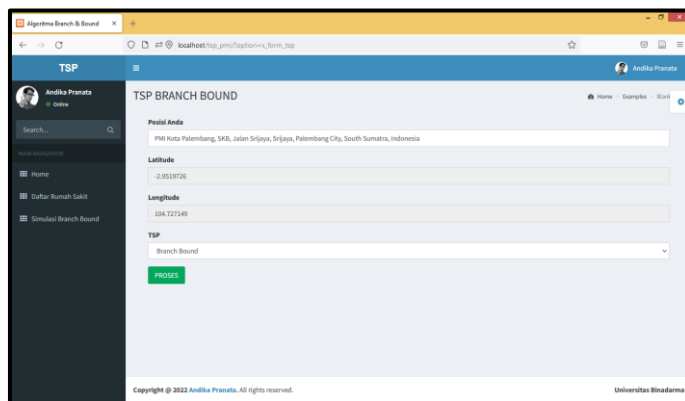 Algoritma Branch & Bound
localhost/tsp_pmi/?option=x_form_tsp
TSP
Andika Pranata
Andika Pranata
Online
TSP BRANCH BOUND
Home
Examples
Search...
MAIN NAVIGATION
Home
Daftar Rumah Sakit
Simulasi Branch Bound
Posisi Anda
PMI Kota Palembang, SKB, Jalan Srijaya, Srijaya, Palembang City, South Sumatra, Indonesia
Latitude
-2.9519726
Longitude
104.727149
TSP
Branch Bound
PROSES
Copyright @ 2022 Andika Pranata. All rights reserved.
Universitas Binadarma